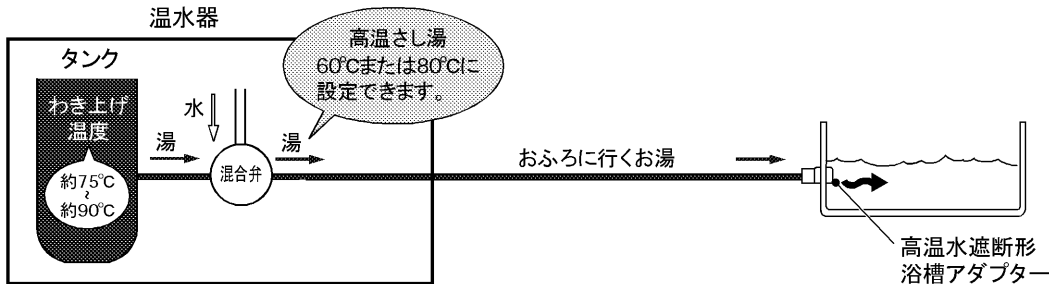 温水器
タンク
わき上げ
温度
約75℃
~
約90℃
湯
水
混合弁
湯
高温さし湯
60℃または80℃に
設定できます。
おふろに行くお湯
高温水遮断形
浴槽アダプター